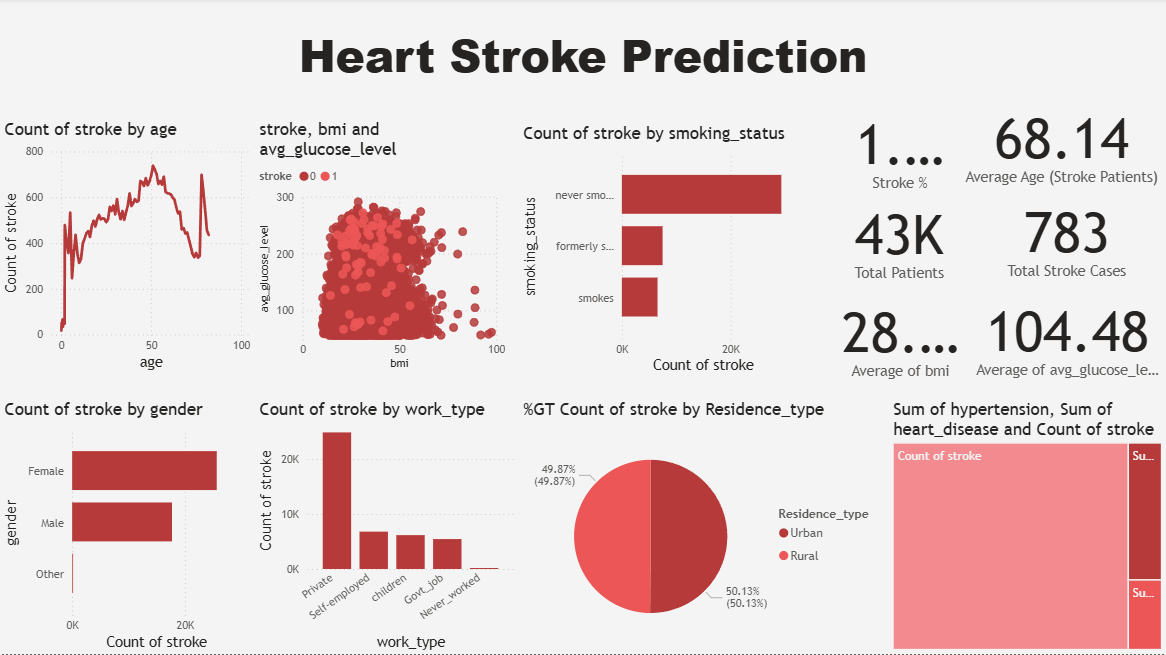 Heart Stroke Prediction
Count of stroke by age
800
600
400
200
0
Count of stroke
0
50
100
age
stroke, bmi and
avg_glucose_level
stroke 0 1
300
200
100
avg_glucose_level
0
50
100
bmi
Count of stroke by smoking_status
smoking_status
never smo...
formerly s...
smokes
0K
20K
Count of stroke
1....
Stroke %
68.14
Average Age (Stroke Patients)
43K
Total Patients
783
Total Stroke Cases
28....
Average of bmi
104.48
Average of avg_glucose_le...
Count of stroke by gender
gender
Female
Male
Other
0K
20K
Count of stroke
Count of stroke by work_type
Count of stroke
20K
10K
0K
Private
Self-employed
children
Govt_job
Never_worked
work_type
%GT Count of stroke by Residence_type
49.87%
(49.87%)
50.13%
(50.13%)
Residence_type
Urban
Rural
Sum of hypertension, Sum of
heart_disease and Count of stroke
Count of stroke
Su...
Su...